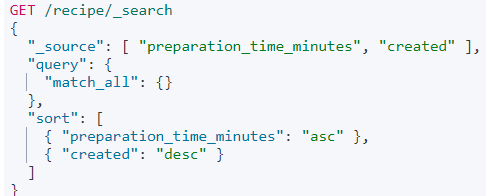 GET /recipe/_search
{
  "_source": [ "preparation_time_minutes", "created" ],
  "query": {
    "match_all": {}
  },
  "sort": [
    { "preparation_time_minutes": "asc" },
    { "created": "desc" }
  ]
}